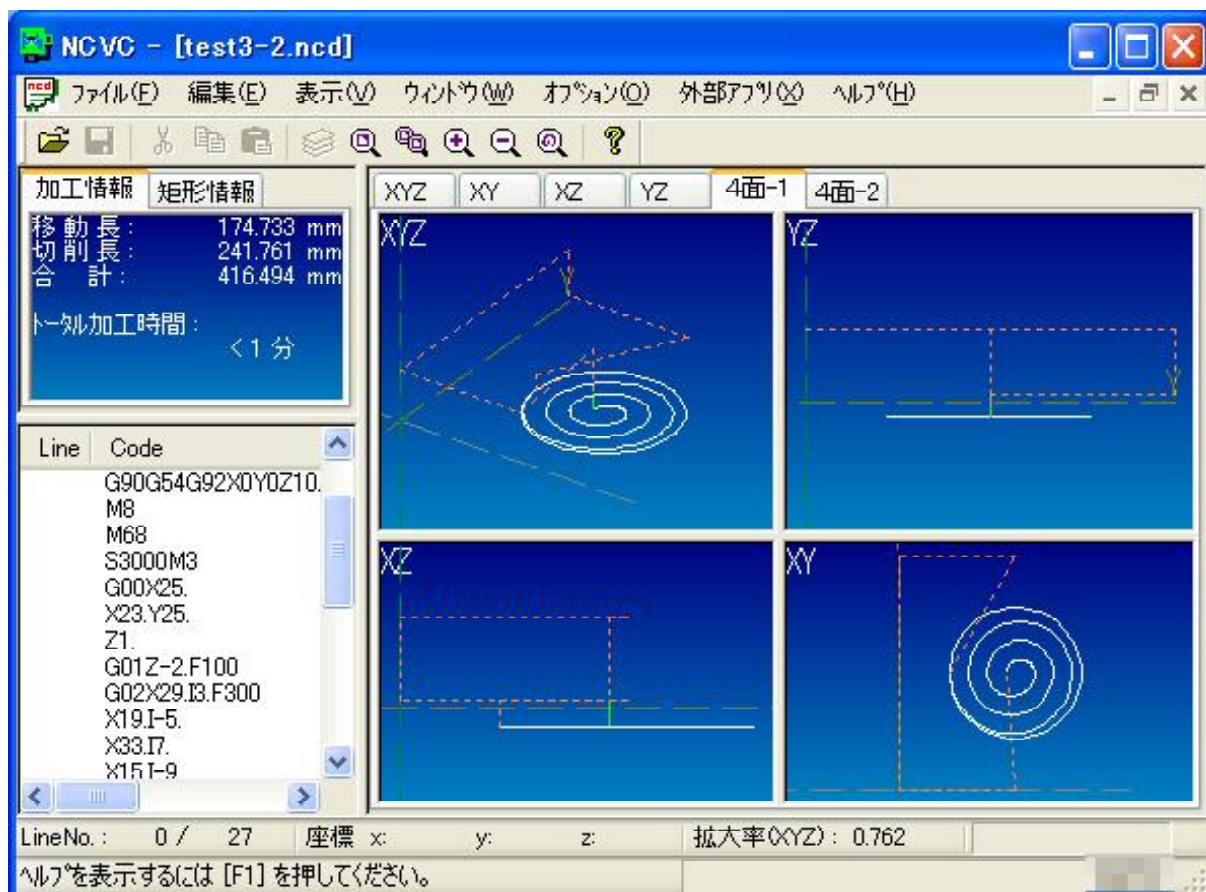 NCVC - [test3-2.ncd]
ncd ファイル(F) 編集(E) 表示(V) ウィンドウ(W) オプション(O) 外部アプリ(X) ヘルプ(H)
加工情報 矩形情報
移動長: 174.733 mm
切削長: 241.761 mm
合 計: 416.494 mm
トータル加工時間:
<1分
Line Code
G90G54G92X0Y0Z10.
M8
M68
S3000M3
G00X25.
X23.Y25.
Z1.
G01Z-2.F100
G02X29.I3.F300
X19.I-5.
X33.I7.
X15.I-9.
XYZ XY XZ YZ 4面-1 4面-2
XYZ
YZ
XZ
XY
LineNo.: 0 / 27 座標 x: y: z: 拡大率(XYZ): 0.762
ヘルプを表示するには [F1] を押してください。